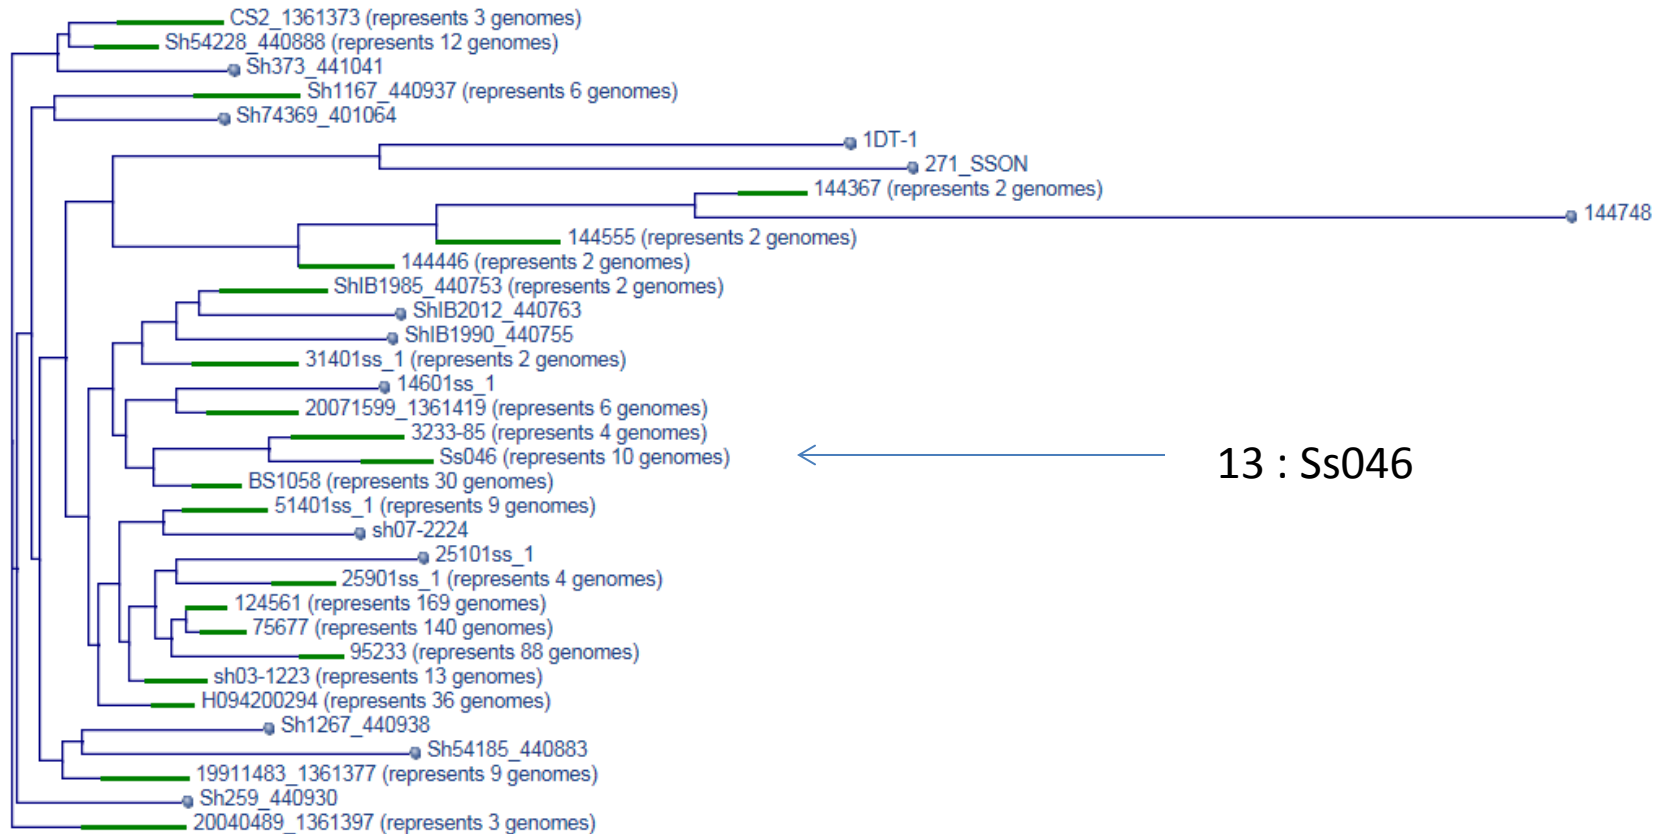 CS2_1361373 (represents 3 genomes)
Sh54228_440888 (represents 12 genomes)
Sh373_441041
Sh1167_440937 (represents 6 genomes)
Sh74369_401064
1DT-1
271_SSON
144367 (represents 2 genomes)
144748
144555 (represents 2 genomes)
144446 (represents 2 genomes)
ShIB1985_440753 (represents 2 genomes)
ShIB2012_440763
ShIB1990_440755
31401ss_1 (represents 2 genomes)
14601ss_1
20071599_1361419 (represents 6 genomes)
3233-85 (represents 4 genomes)
Ss046 (represents 10 genomes)
13 : Ss046
BS1058 (represents 30 genomes)
51401ss_1 (represents 9 genomes)
sh07-2224
25101ss_1
25901ss_1 (represents 4 genomes)
124561 (represents 169 genomes)
75677 (represents 140 genomes)
95233 (represents 88 genomes)
sh03-1223 (represents 13 genomes)
H094200294 (represents 36 genomes)
Sh1267_440938
Sh54185_440883
19911483_1361377 (represents 9 genomes)
Sh259_440930
20040489_1361397 (represents 3 genomes)